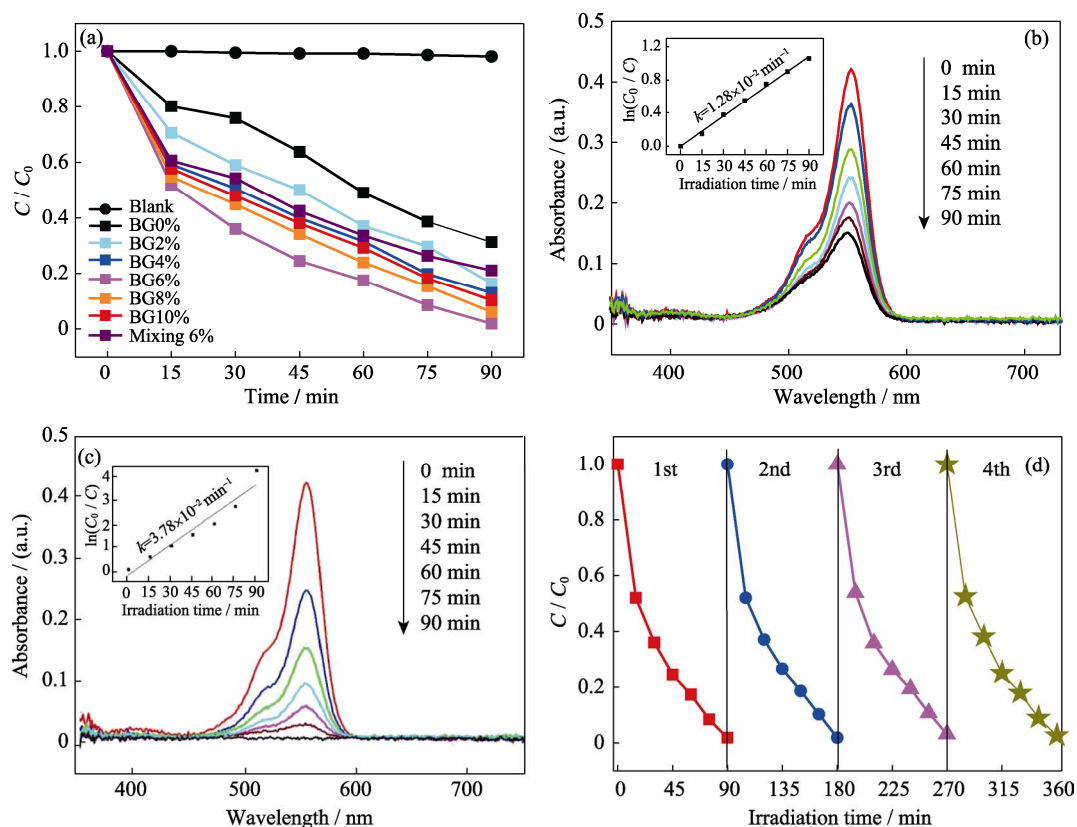 (a)
C / C0
1.0
0.8
0.6
0.4
0.2
0
Blank
BG0%
BG2%
BG4%
BG6%
BG8%
BG10%
Mixing 6%
0 15 30 45 60 75 90
Time / min
(b)
Absorbance / (a.u.)
0.5
0.4
0.3
0.2
0.1
0
ln(C0 / C)
1.2
0.8
0.4
0.0
k=1.28×10⁻² min⁻¹
0 15 30 45 60 75 90
Irradiation time / min
0 min
15 min
30 min
45 min
60 min
75 min
90 min
400 500 600 700
Wavelength / nm
(c)
Absorbance / (a.u.)
0.5
0.4
0.3
0.2
0.1
0
ln(C0 / C)
4
3
2
1
0
k=3.78×10⁻² min⁻¹
0 15 30 45 60 75 90
Irradiation time / min
0 min
15 min
30 min
45 min
60 min
75 min
90 min
400 500 600 700
Wavelength / nm
(d)
C / C0
1.0
0.8
0.6
0.4
0.2
0
1st 2nd 3rd 4th
0 45 90 135 180 225 270 315 360
Irradiation time / min